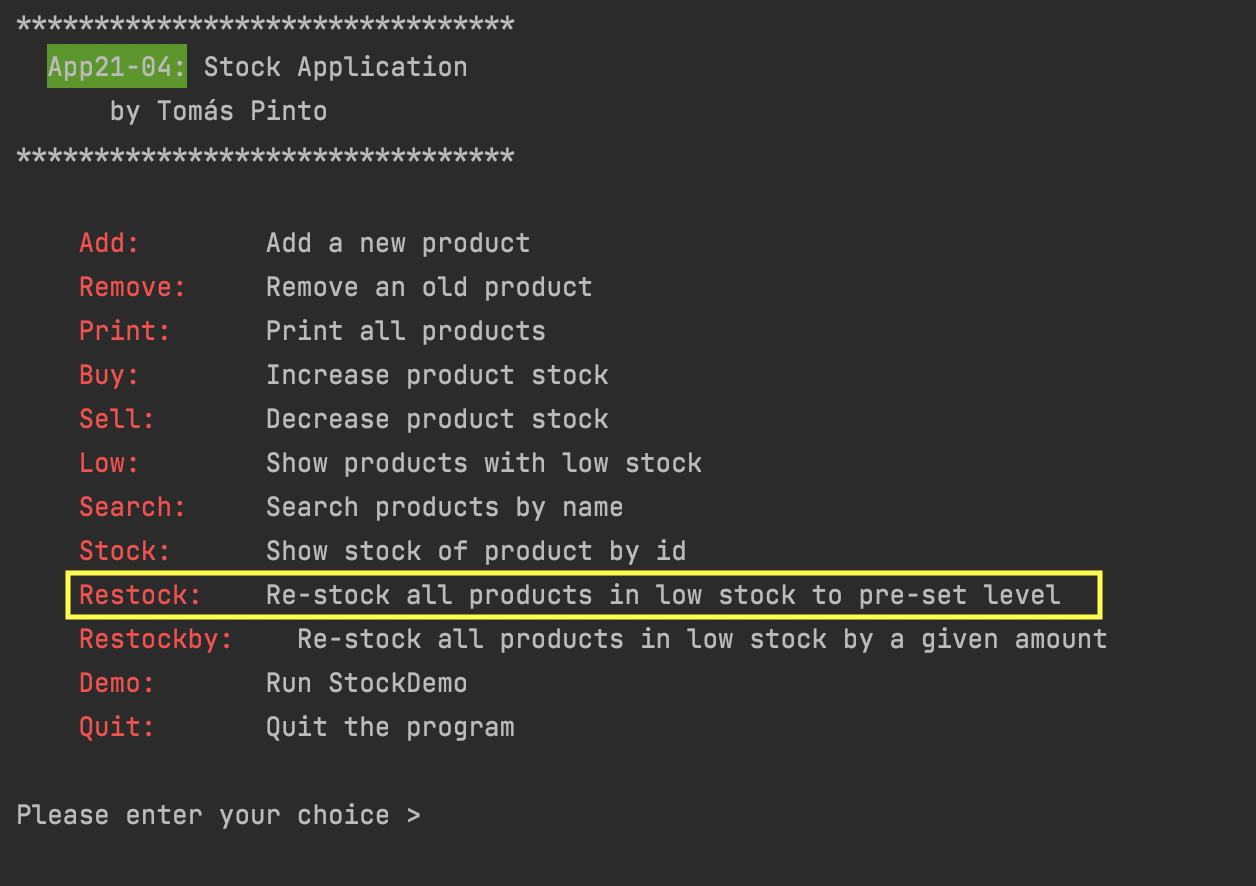 ********************************
App21-04: Stock Application
by Tomás Pinto
********************************
Add: Add a new product
Remove: Remove an old product
Print: Print all products
Buy: Increase product stock
Sell: Decrease product stock
Low: Show products with low stock
Search: Search products by name
Stock: Show stock of product by id
Restock: Re-stock all products in low stock to pre-set level
Restockby: Re-stock all products in low stock by a given amount
Demo: Run StockDemo
Quit: Quit the program
Please enter your choice >